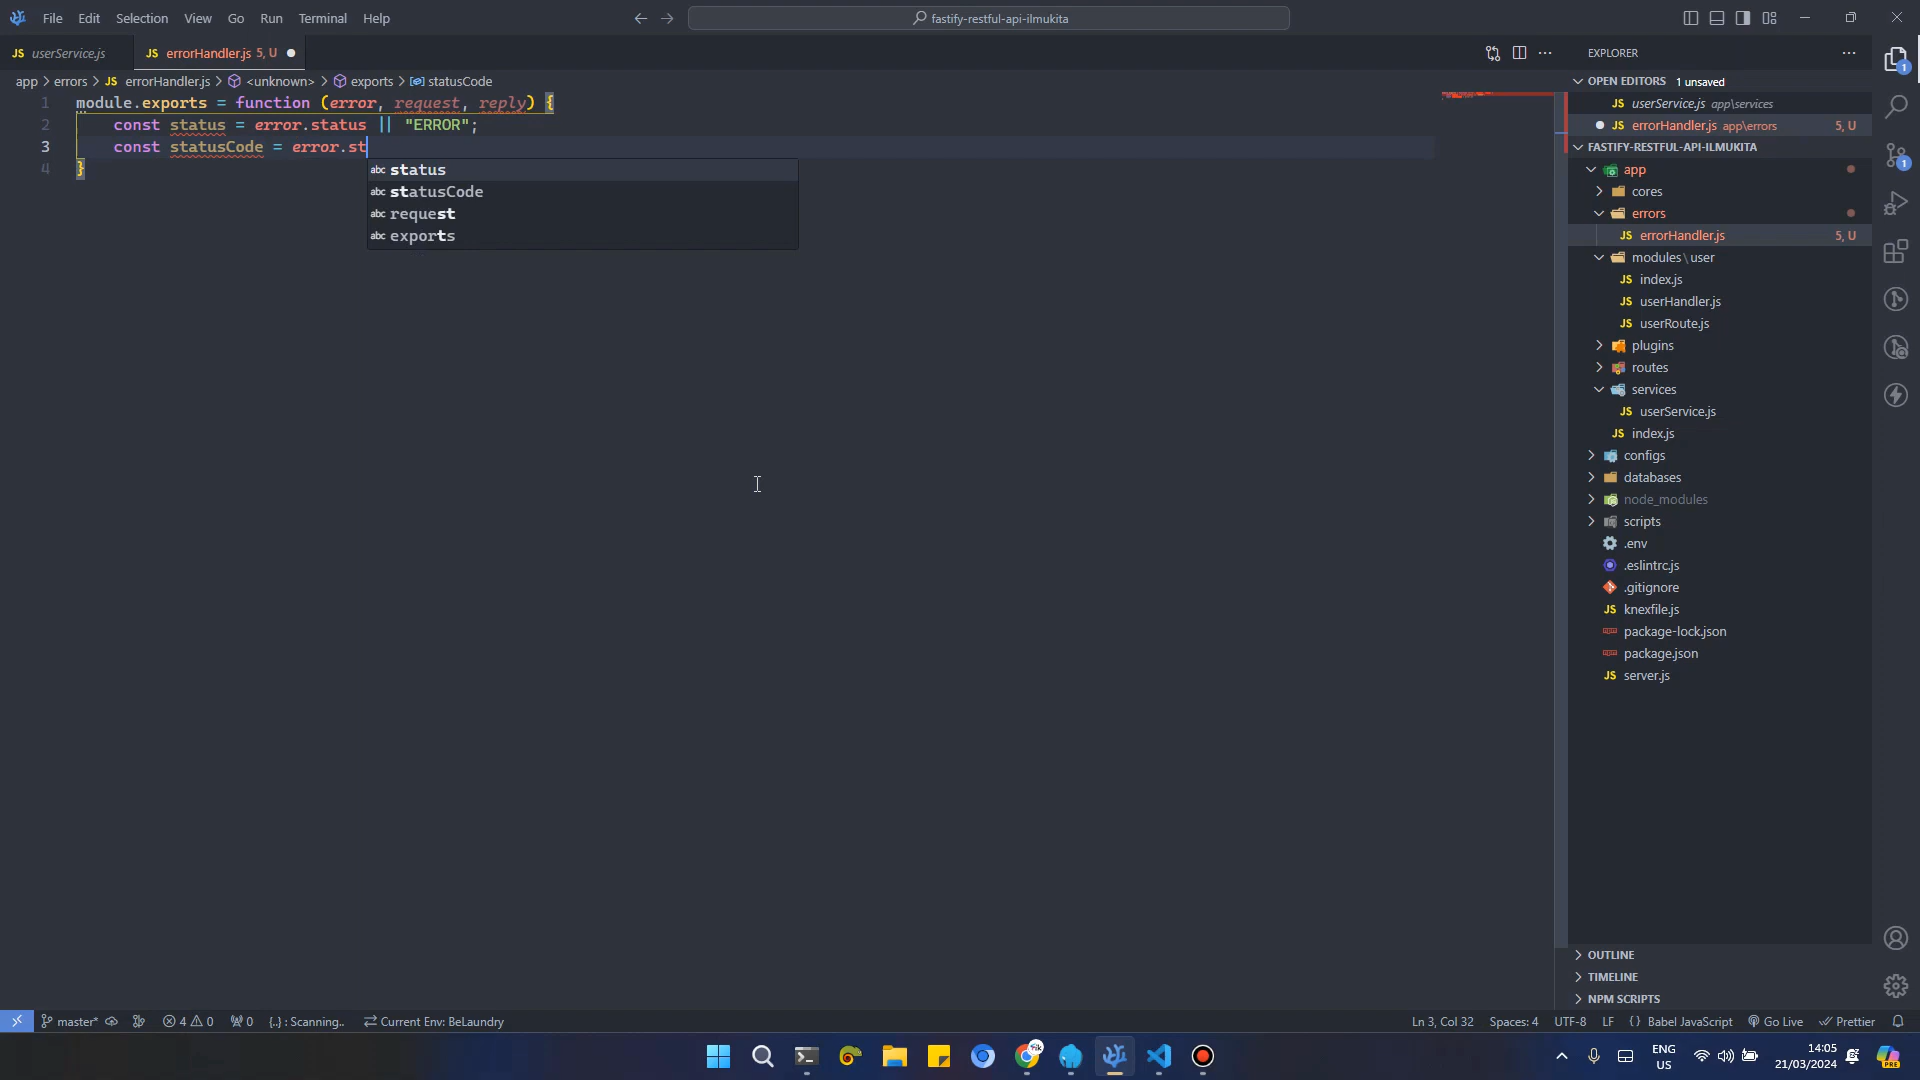 File Edit Selection View Go Run Terminal Help
fastify-restful-api-ilmukita
JS userService.js
JS errorHandler.js 5, U
app > errors > JS errorHandler.js > <unknown> > exports > statusCode
1 module.exports = function (error, request, reply) {
2 const status = error.status || "ERROR";
3 const statusCode = error.st
4 }
abc status
abc statusCode
abc request
abc exports
EXPLORER
OPEN EDITORS 1 unsaved
JS userService.js app\services
JS errorHandler.js app\errors 5, U
FASTIFY-RESTFUL-API-ILMUKITA
app
cores
errors
JS errorHandler.js 5, U
modules\user
JS index.js
JS userHandler.js
JS userRoute.js
plugins
routes
services
JS userService.js
JS index.js
configs
databases
node_modules
scripts
.env
.eslintrc.js
.gitignore
JS knexfile.js
package-lock.json
package.json
JS server.js
OUTLINE
TIMELINE
NPM SCRIPTS
1
1
master* 4 0 0 {..} : Scanning.. Current Env: BeLaundry
Ln 3, Col 32 Spaces: 4 UTF-8 LF {} Babel JavaScript Go Live Prettier
ENG
US
14:05
21/03/2024
PRE